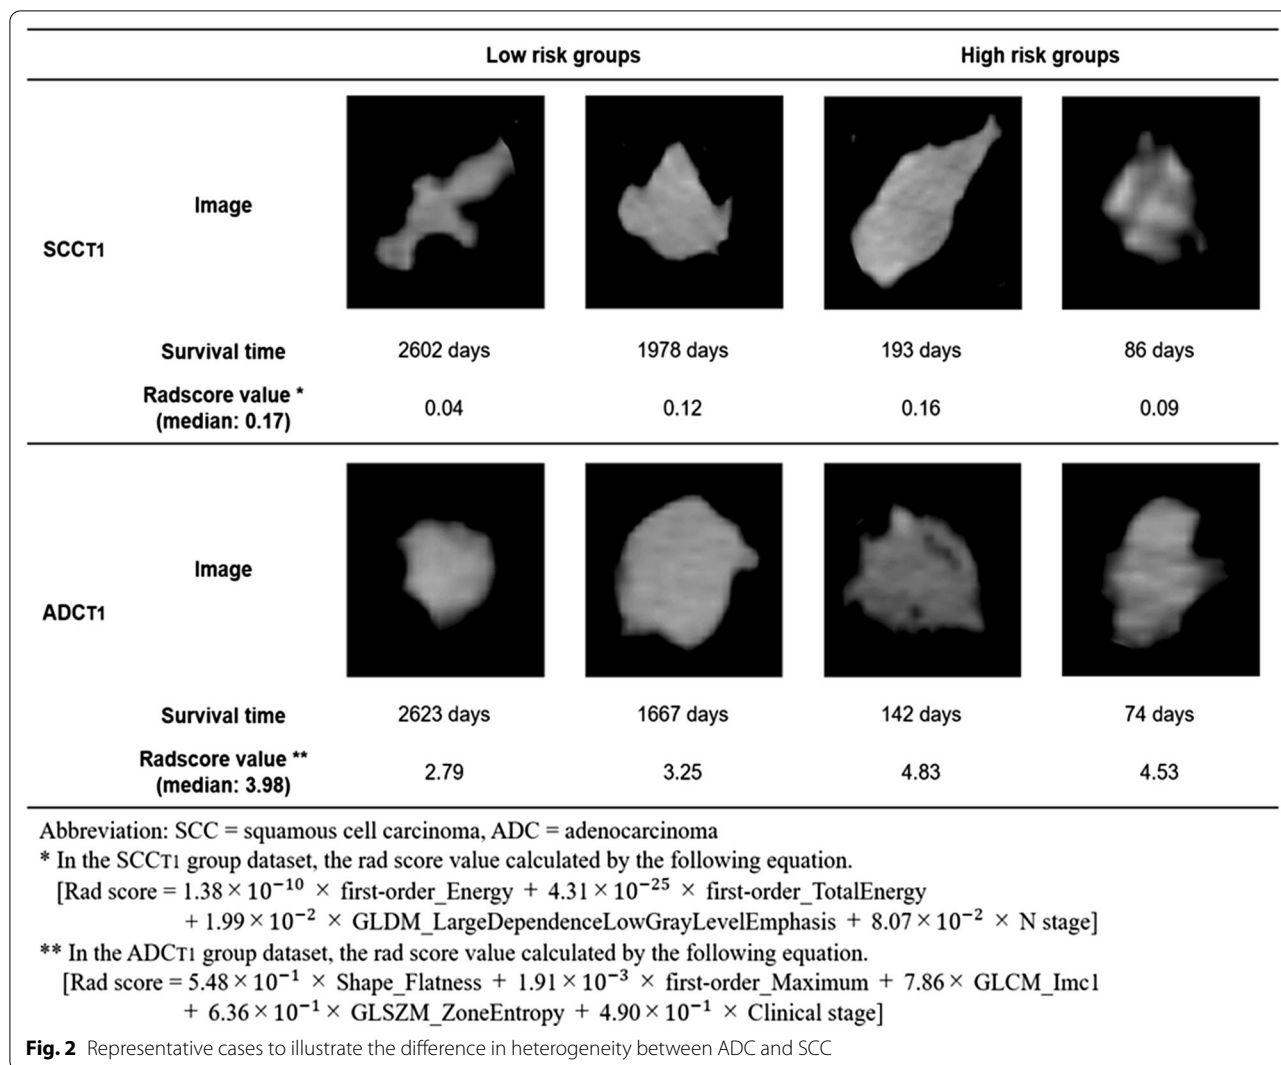 Low risk groups High risk groups
Image
SCCT1
Survival time 2602 days 1978 days 193 days 86 days
Radscore value *
(median: 0.17) 0.04 0.12 0.16 0.09
Image
ADCT1
Survival time 2623 days 1667 days 142 days 74 days
Radscore value **
(median: 3.98) 2.79 3.25 4.83 4.53
Abbreviation: SCC = squamous cell carcinoma, ADC = adenocarcinoma
* In the SCCT1 group dataset, the rad score value calculated by the following equation.
[Rad score = 1.38 × 10⁻¹⁰ × first-order_Energy + 4.31 × 10⁻²⁵ × first-order_TotalEnergy
+ 1.99 × 10⁻² × GLDM_LargeDependenceLowGrayLevelEmphasis + 8.07 × 10⁻² × N stage]
** In the ADCT1 group dataset, the rad score value calculated by the following equation.
[Rad score = 5.48 × 10⁻¹ × Shape_Flatness + 1.91 × 10⁻³ × first-order_Maximum + 7.86 × GLCM_Imc1
+ 6.36 × 10⁻¹ × GLSZM_ZoneEntropy + 4.90 × 10⁻¹ × Clinical stage]
Fig. 2 Representative cases to illustrate the difference in heterogeneity between ADC and SCC